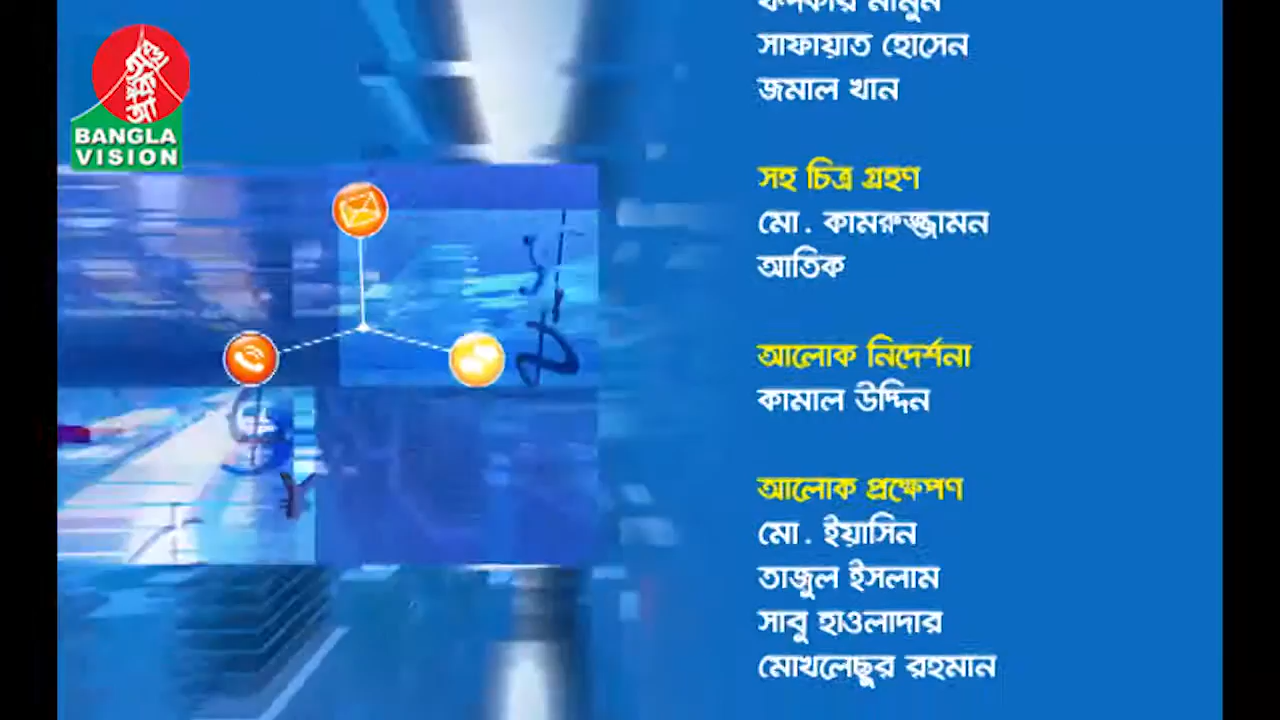 BANGLA
VISION
মামুন
সাফায়াত হোসেন
জমাল খান
সহ চিত্র গ্রহণ
মো. কামরুজ্জামন
আতিক
আলোক নিদের্শনা
কামাল উদ্দিন
আলোক প্রক্ষেপণ
মো. ইয়াসিন
তাজুল ইসলাম
সাবু হাওলাদার
মোখলেছুর রহমান